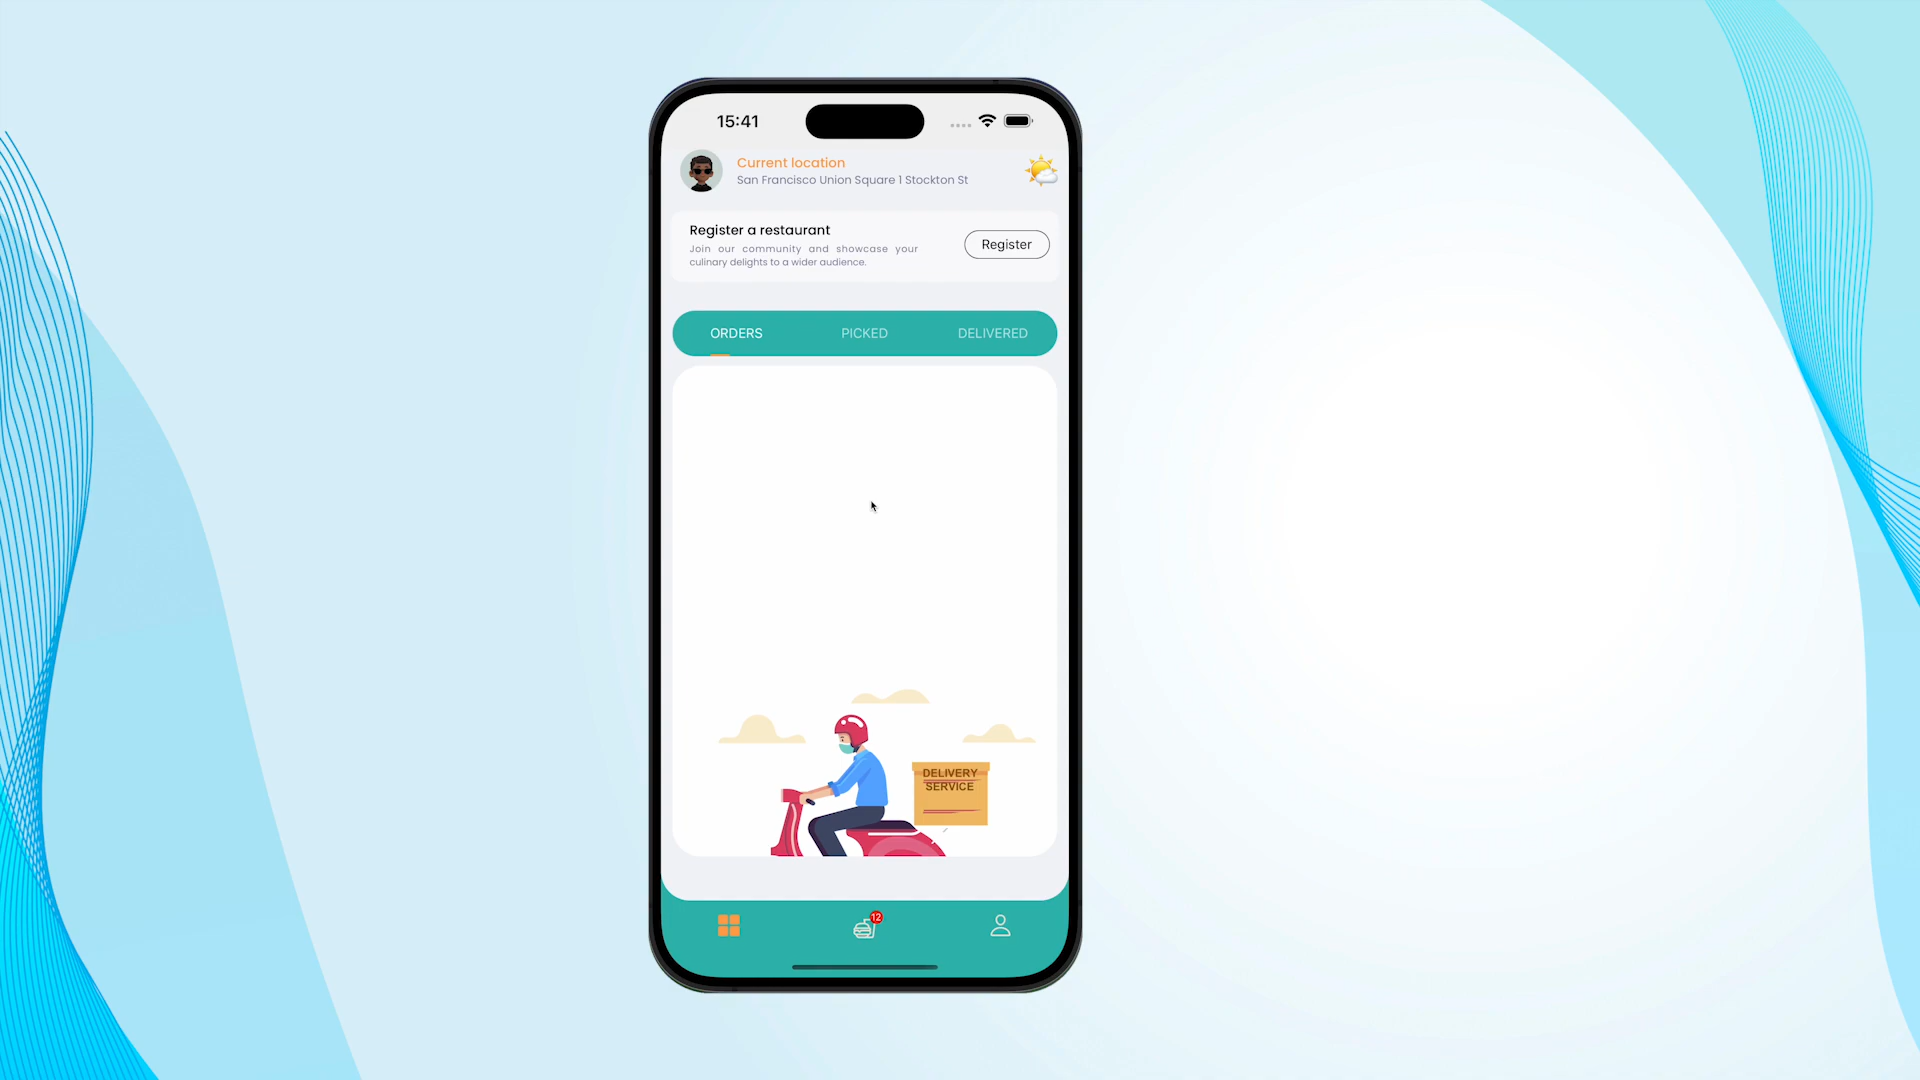 15:41
Current location
San Francisco Union Square 1 Stockton St
Register a restaurant
Join our community and showcase your
culinary delights to a wider audience.
Register
ORDERS PICKED DELIVERED
DELIVERY
SERVICE
12